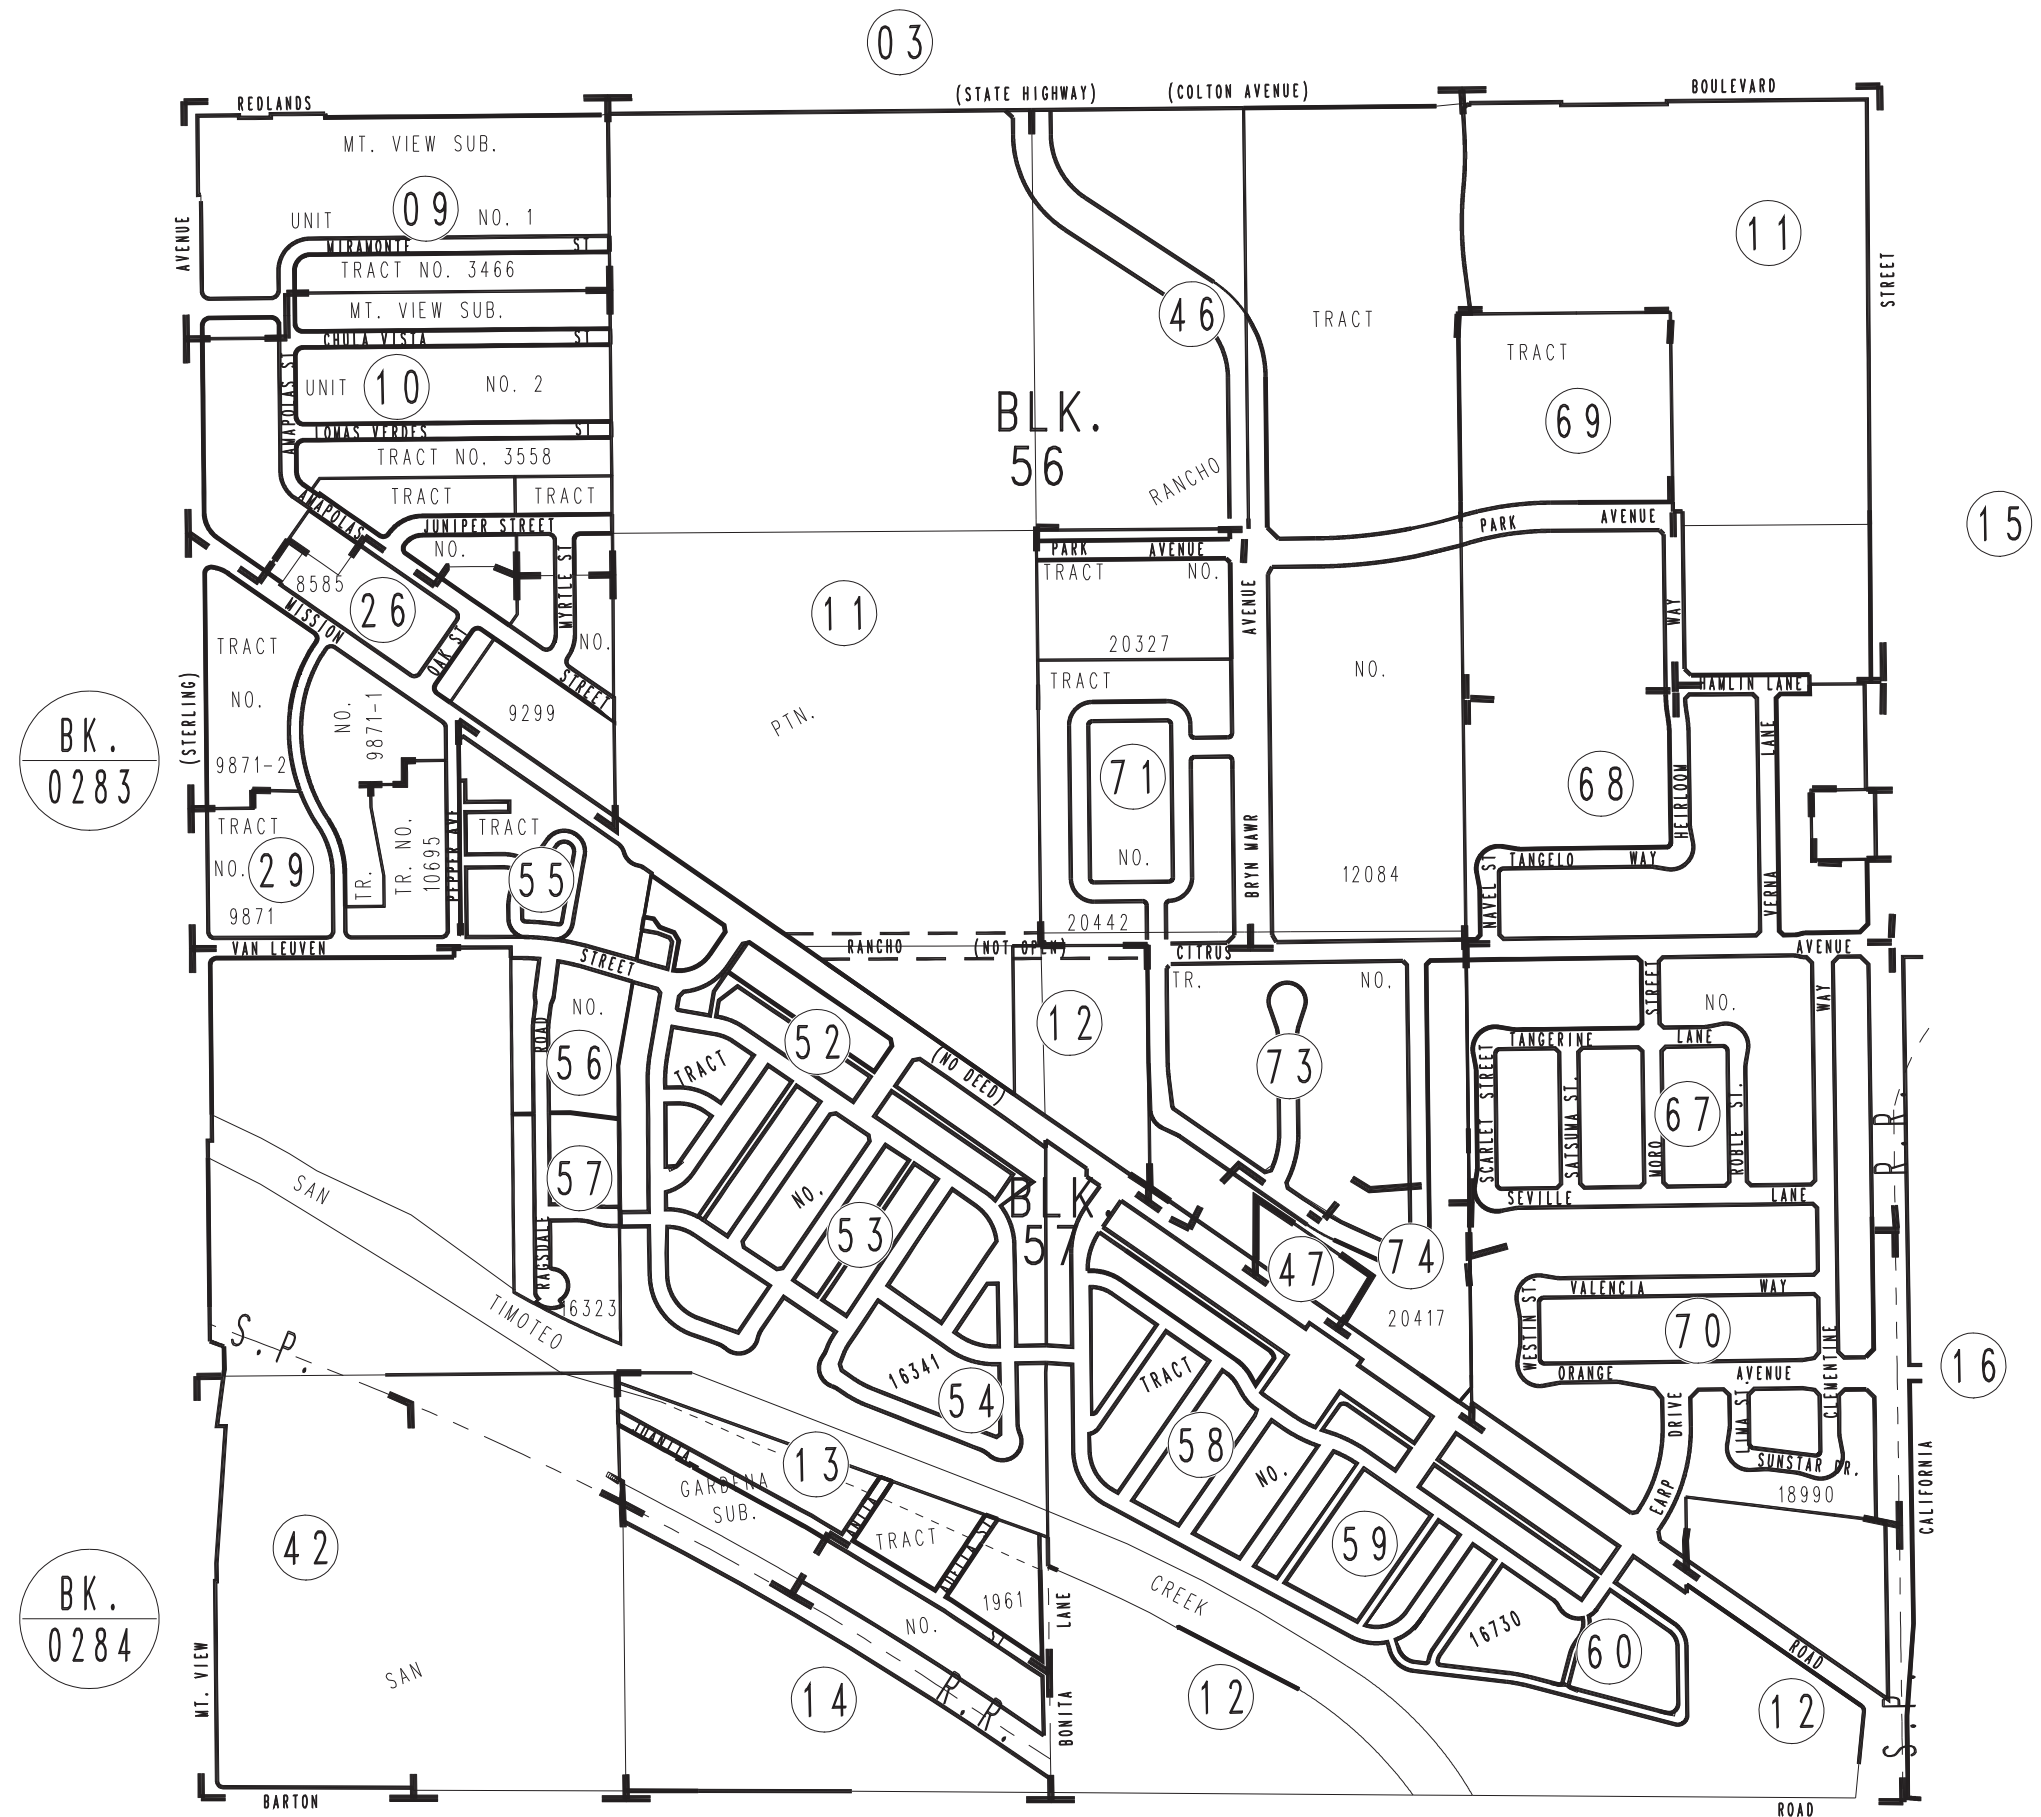 03
(STATE HIGHWAY) (COLTON AVENUE)
BOULEVARD
REDLANDS
MT. VIEW SUB.
09
UNIT NO. 1
AVENUE
11
MIRAMONTE ST
TRACT NO. 3466
STREET
MT. VIEW SUB.
46
TRACT
CHULA VISTA ST
TRACT
AMAPOLAS ST
UNIT 10 NO. 2
BLK.
56
69
LOMAS VERDES ST
TRACT NO. 3558
RANCHO
TRACT TRACT
AMAPOLAS
JUNIPER STREET
PARK AVENUE
15
NO.
PARK AVENUE
TRACT NO.
8585
26
MYRTLE ST
11
AVENUE
WAY
MISSION
OAK ST
NO.
TRACT
20327
NO.
STREET
TRACT
HAMLIN LANE
NO.
NO.
9871-1
9299
PTN.
(STERLING)
BK.
0283
9871-2
71
68
LANE
HEIRLOOM
TRACT
NO.
29
9871
TR.
TR. NO.
10695
PEPPER AVE
TRACT
55
NO.
BRYN MAWR
12084
NAVEL ST
TANGELO WAY
VERNA
20442
VAN LEUVEN
STREET
RANCHO (NOT OPEN)
CITRUS
AVENUE
TR. NO.
NO.
ROAD
56
TRACT
52
(NO DEED)
12
73
STREET
WAY
TANGERINE LANE
R.R.
SCARLET STREET
SATSUMA ST.
MORO
67
ROBLE ST.
SAN
57
NO.
53
BLK.
57
SEVILLE LANE
RAGSDALE
47
74
TIMOTEO
16323
20417
VALENCIA WAY
S.P.
WESTIN ST.
70
CLEMENTINE
16
16341
54
TRACT
ORANGE AVENUE
DRIVE
LIMA ST
JUANITA
13
58
SUNSTAR DR.
GARDENA
SUB.
NO.
EARP
18990
CALIFORNIA
42
ANITA
TRACT
LUELLA ST
59
BK.
0284
1961
LANE
CREEK
NO.
ST
16730
60
ROAD
MT. VIEW
SAN
14
R.R.
BONITA
12
12
S.P.
BARTON
ROAD